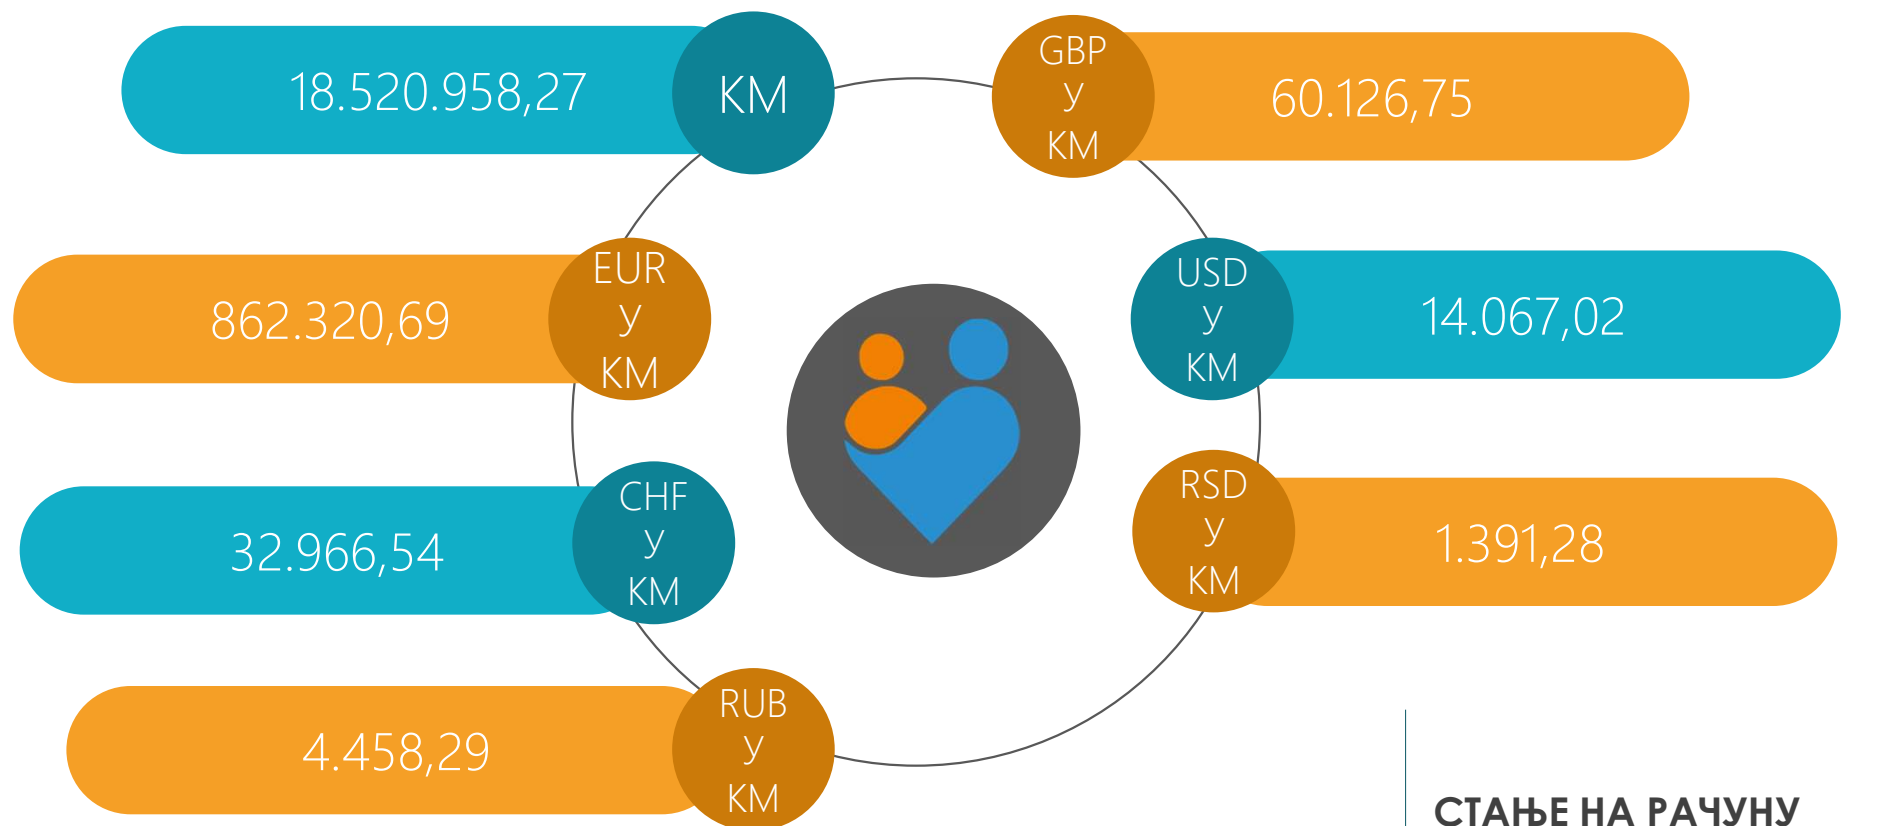 18.520.958,27
КМ
GBP
у
КМ
60.126,75
862.320,69
EUR
у
КМ
USD
у
КМ
14.067,02
32.966,54
CHF
у
КМ
RSD
у
КМ
1.391,28
4.458,29
RUB
у
КМ
СТАЊЕ НА РАЧУНУ